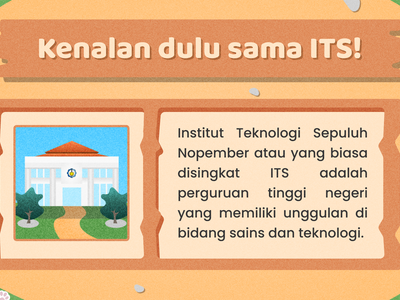 Kenalan dulu sama ITS!
Institut Teknologi Sepuluh
Nopember atau yang biasa
disingkat ITS adalah
perguruan tinggi negeri
yang memiliki unggulan di
bidang sains dan teknologi.